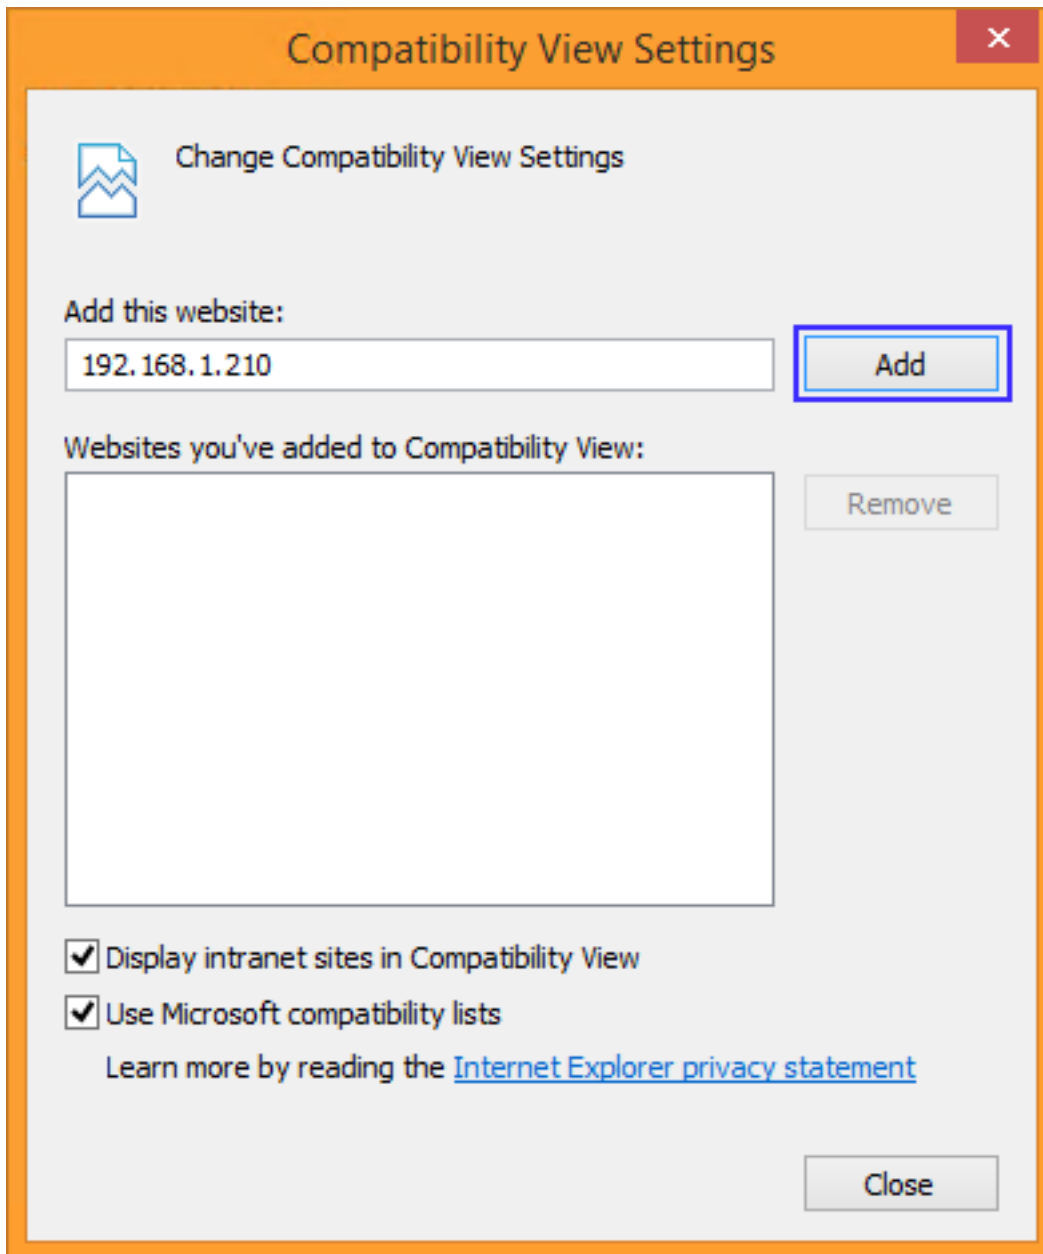 Compatibility View Settings
Change Compatibility View Settings
Add this website:
192.168.1.210
Add
Websites you've added to Compatibility View:
Remove
Display intranet sites in Compatibility View
Use Microsoft compatibility lists
Learn more by reading the Internet Explorer privacy statement
Close